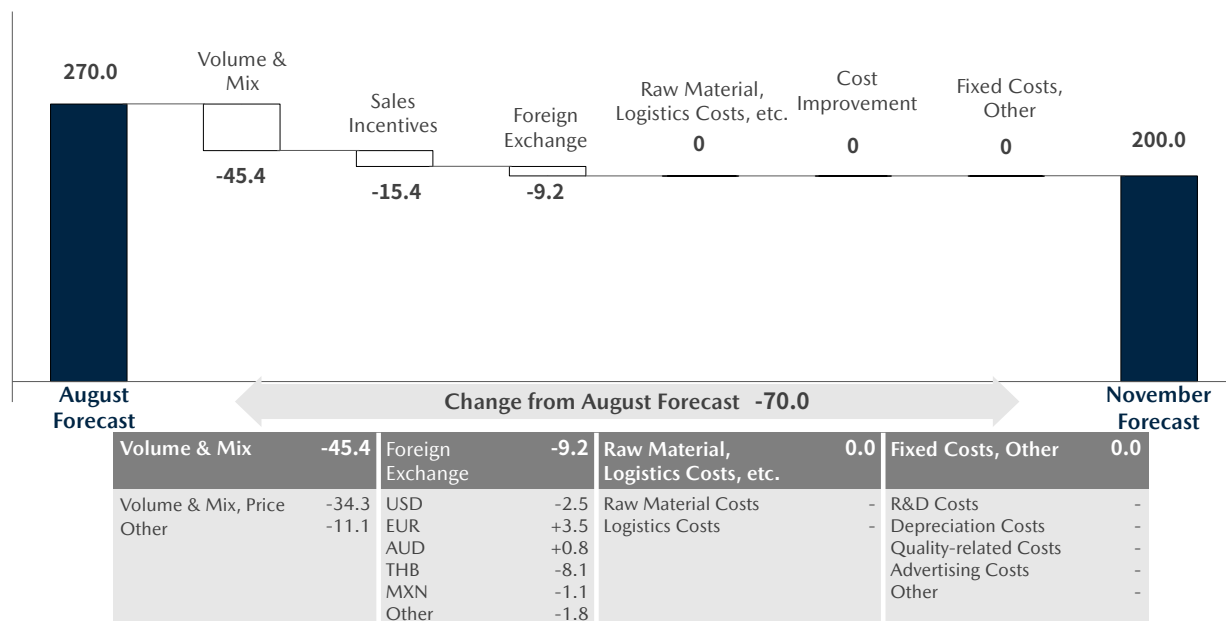 270.0
Volume &
Mix
-45.4
Sales
Incentives
-15.4
Foreign
Exchange
-9.2
Raw Material,
Logistics Costs, etc.
0
Cost
Improvement
0
Fixed Costs,
Other
0
200.0
August
Forecast
Change from August Forecast -70.0
November
Forecast
Volume & Mix -45.4
Volume & Mix, Price -34.3
Other -11.1
Foreign
Exchange -9.2
USD -2.5
EUR +3.5
AUD +0.8
THB -8.1
MXN -1.1
Other -1.8
Raw Material,
Logistics Costs, etc. 0.0
Raw Material Costs -
Logistics Costs -
Fixed Costs, Other 0.0
R&D Costs -
Depreciation Costs -
Quality-related Costs -
Advertising Costs -
Other -